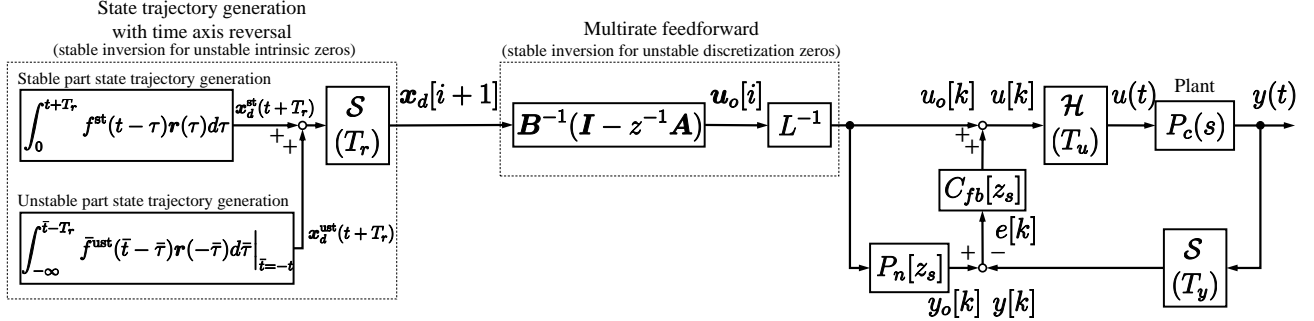 State trajectory generation
with time axis reversal
(stable inversion for unstable intrinsic zeros)
Stable part state trajectory generation
∫₀^{t+T_r} f^{st}(t − τ)r(τ)dτ
x_d^{st}(t + T_r)
+
+
Unstable part state trajectory generation
∫_{−∞}^{t̄−T_r} f̄^{ust}(t̄ − τ̄)r(−τ̄)dτ̄|_{t̄=−t}
x_d^{ust}(t + T_r)
S
(T_r)
x_d[i + 1]
Multirate feedforward
(stable inversion for unstable discretization zeros)
B^{−1}(I − z^{−1}A)
u_o[i]
L^{−1}
u_o[k]
u[k]
+
+
H
(T_u)
u(t)
Plant
P_c(s)
y(t)
C_{fb}[z_s]
e[k]
P_n[z_s]
+
−
y_o[k]
y[k]
S
(T_y)